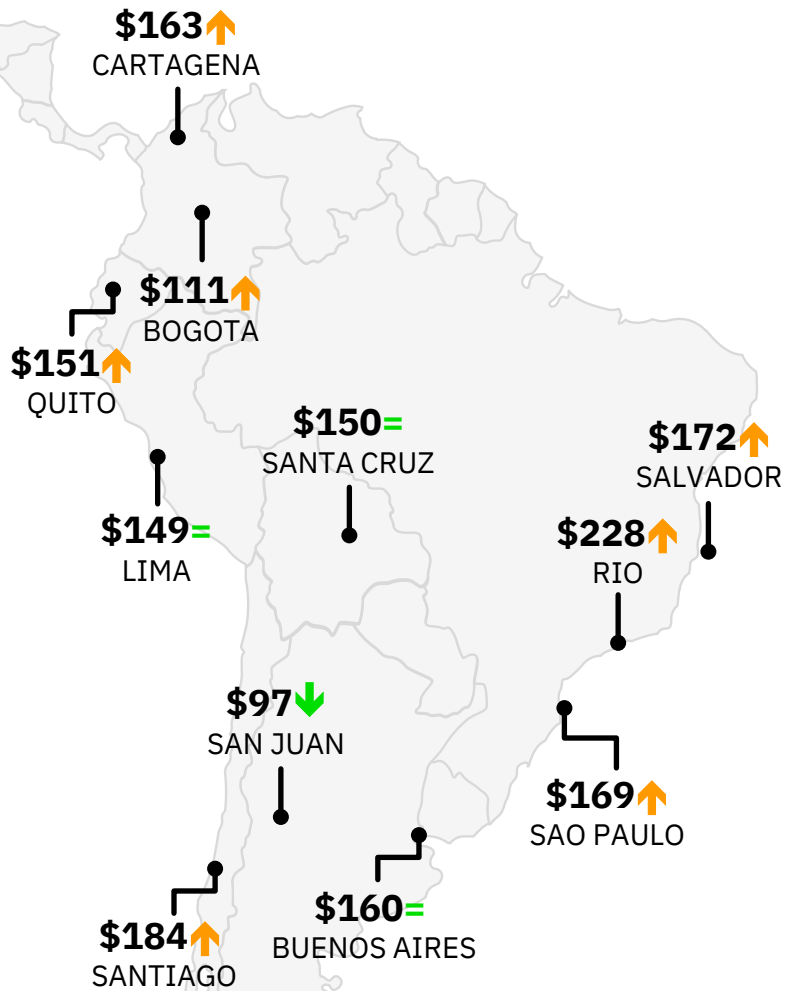 $163
CARTAGENA
$111
BOGOTA
$151
QUITO
$150=
SANTA CRUZ
$172
SALVADOR
$149=
LIMA
$228
RIO
$97
SAN JUAN
$169
SAO PAULO
$160=
BUENOS AIRES
$184
SANTIAGO